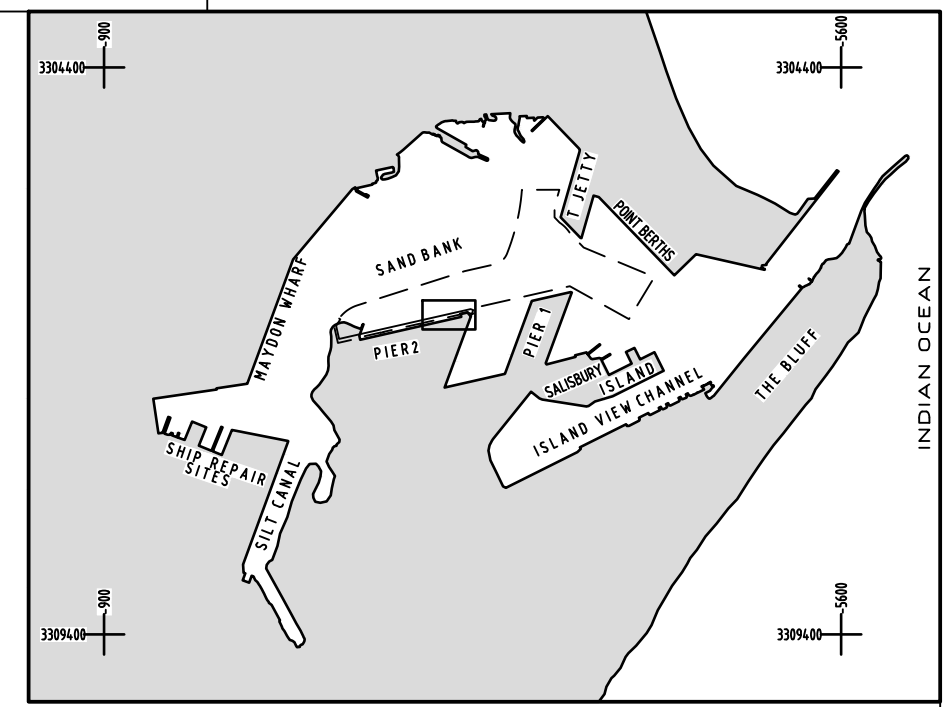 -900
-5600
3304400
3304400
T JETTY
POINT BERTHS
SAND BANK
MAYDON WHARF
PIER 1
PIER2
INDIAN OCEAN
THE BLUFF
SALISBURY
ISLAND
ISLAND VIEW CHANNEL
SHIP REPAIR
SITES
SILT CANAL
-900
-5600
3309400
3309400